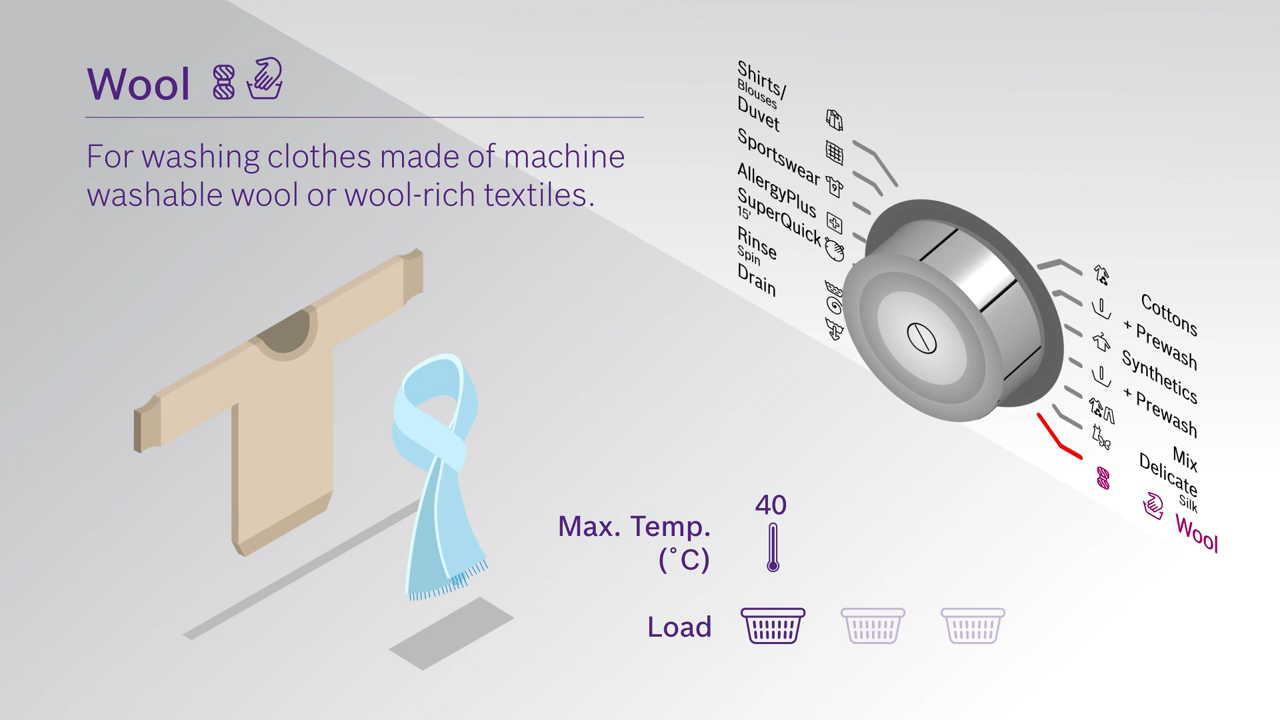 Wool
For washing clothes made of machine
washable wool or wool-rich textiles.
Shirts/
Blouses
Duvet
Sportswear
AllergyPlus
SuperQuick
15'
Rinse
Spin
Drain
Cottons
+ Prewash
Synthetics
+ Prewash
Mix
Delicate
Silk
Wool
40
Max. Temp.
(˚C)
Load